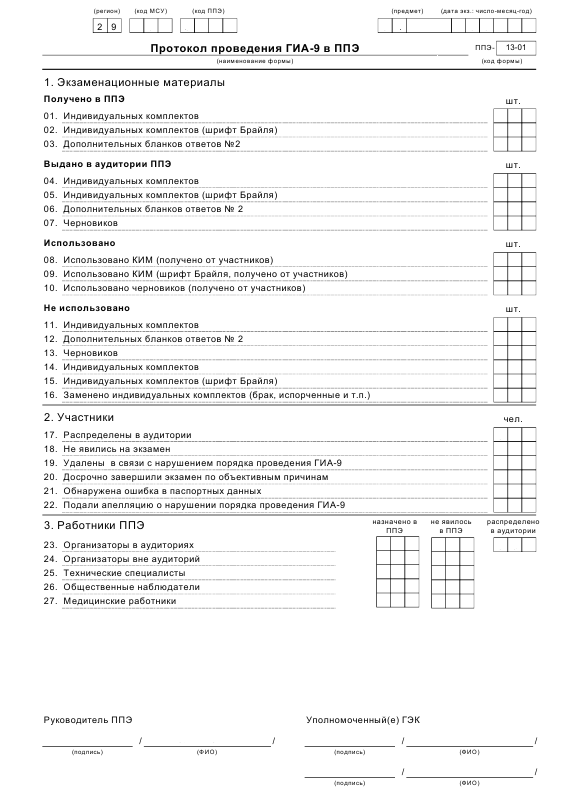 (регион) (код МСУ) (код ППЭ) (предмет) (дата экз.: число-месяц-год)
2 9 .
Протокол проведения ГИА-9 в ППЭ ППЭ- 13-01
(наименование формы) (код формы)
1. Экзаменационные материалы
Получено в ППЭ шт.
01. Индивидуальных комплектов
02. Индивидуальных комплектов (шрифт Брайля)
03. Дополнительных бланков ответов №2
Выдано в аудитории ППЭ шт.
04. Индивидуальных комплектов
05. Индивидуальных комплектов (шрифт Брайля)
06. Дополнительных бланков ответов № 2
07. Черновиков
Использовано шт.
08. Использовано КИМ (получено от участников)
09. Использовано КИМ (шрифт Брайля, получено от участников)
10. Использовано черновиков (получено от участников)
Не использовано шт.
11. Индивидуальных комплектов
12. Дополнительных бланков ответов № 2
13. Черновиков
14. Индивидуальных комплектов
15. Индивидуальных комплектов (шрифт Брайля)
16. Заменено индивидуальных комплектов (брак, испорченные и т.п.)
2. Участники чел.
17. Распределены в аудитории
18. Не явились на экзамен
19. Удалены в связи с нарушением порядка проведения ГИА-9
20. Досрочно завершили экзамен по объективным причинам
21. Обнаружена ошибка в паспортных данных
22. Подали апелляцию о нарушении порядка проведения ГИА-9
3. Работники ППЭ назначено в ППЭ не явилось в ППЭ распределено в аудитории
23. Организаторы в аудиториях
24. Организаторы вне аудиторий
25. Технические специалисты
26. Общественные наблюдатели
27. Медицинские работники
Руководитель ППЭ Уполномоченный(е) ГЭК
/ / / /
(подпись) (ФИО) (подпись) (ФИО)
/ /
(подпись) (ФИО)